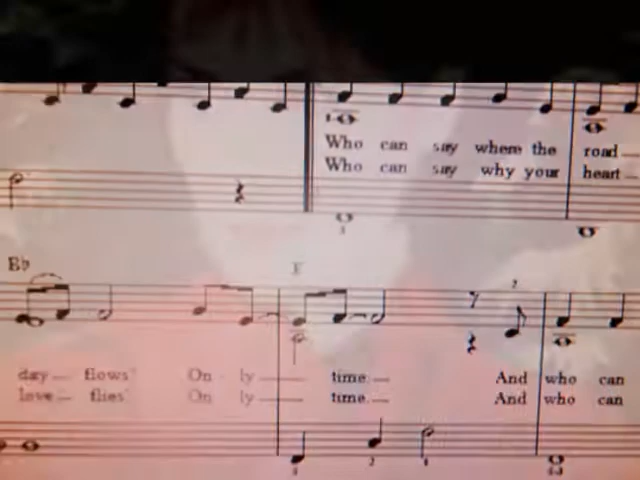 Who can say where the road
Who can say why your heart
Bb F
day flows? On - ly time. And who can
love flies? On - ly time. And who can